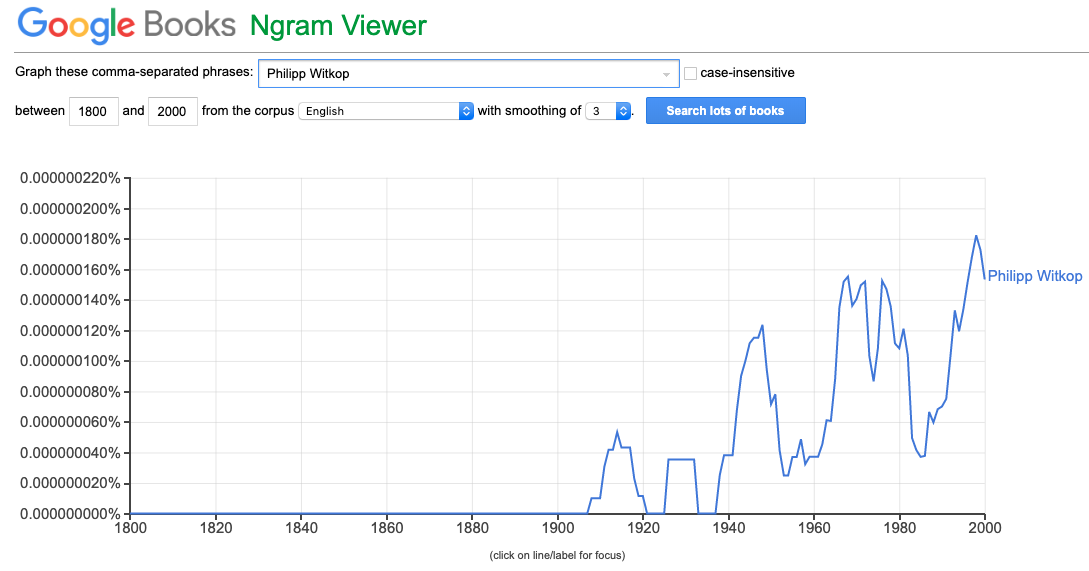 Google Books Ngram Viewer
Graph these comma-separated phrases: Philipp Witkop case-insensitive
between 1800 and 2000 from the corpus English with smoothing of 3 . Search lots of books
0.000000220%
0.000000200%
0.000000180%
0.000000160%
Philipp Witkop
0.000000140%
0.000000120%
0.000000100%
0.000000080%
0.000000060%
0.000000040%
0.000000020%
0.000000000%
1800 1820 1840 1860 1880 1900 1920 1940 1960 1980 2000
(click on line/label for focus)